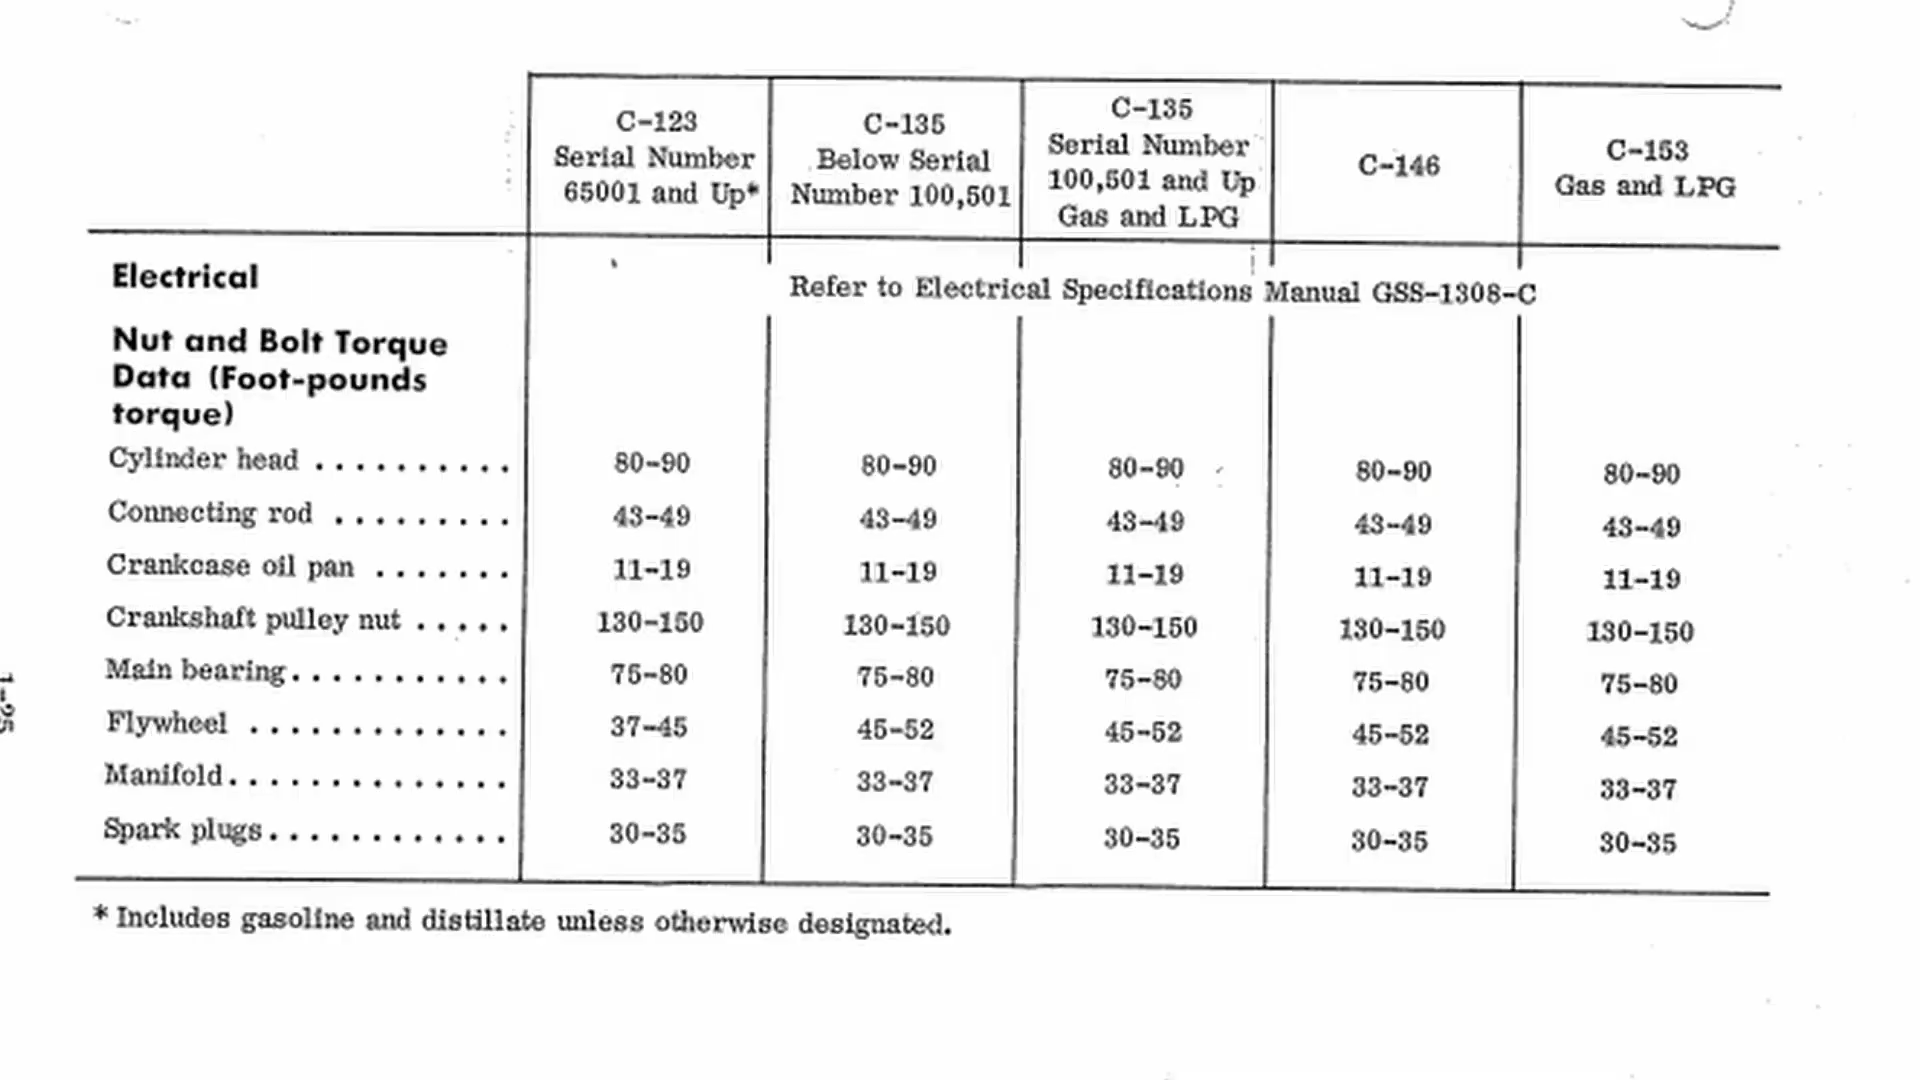 C-123
Serial Number
65001 and Up*
C-135
Below Serial
Number 100,501
C-135
Serial Number
100,501 and Up
Gas and LPG
C-146
C-153
Gas and LPG
Electrical
Refer to Electrical Specifications Manual GSS-1308-C
Nut and Bolt Torque
Data (Foot-pounds
torque)
Cylinder head .......... 80-90 80-90 80-90 80-90 80-90
Connecting rod ......... 43-49 43-49 43-49 43-49 43-49
Crankcase oil pan ....... 11-19 11-19 11-19 11-19 11-19
Crankshaft pulley nut ..... 130-150 130-150 130-150 130-150 130-150
Main bearing........... 75-80 75-80 75-80 75-80 75-80
Flywheel ............. 37-45 45-52 45-52 45-52 45-52
Manifold.............. 33-37 33-37 33-37 33-37 33-37
Spark plugs............ 30-35 30-35 30-35 30-35 30-35
* Includes gasoline and distillate unless otherwise designated.
1-25